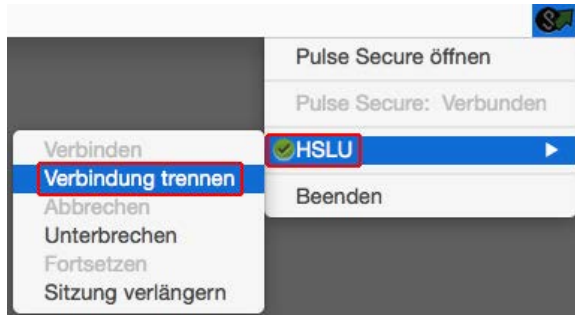 Pulse Secure öffnen
Pulse Secure: Verbunden
HSLU
Beenden
Verbinden
Verbindung trennen
Abbrechen
Unterbrechen
Fortsetzen
Sitzung verlängern